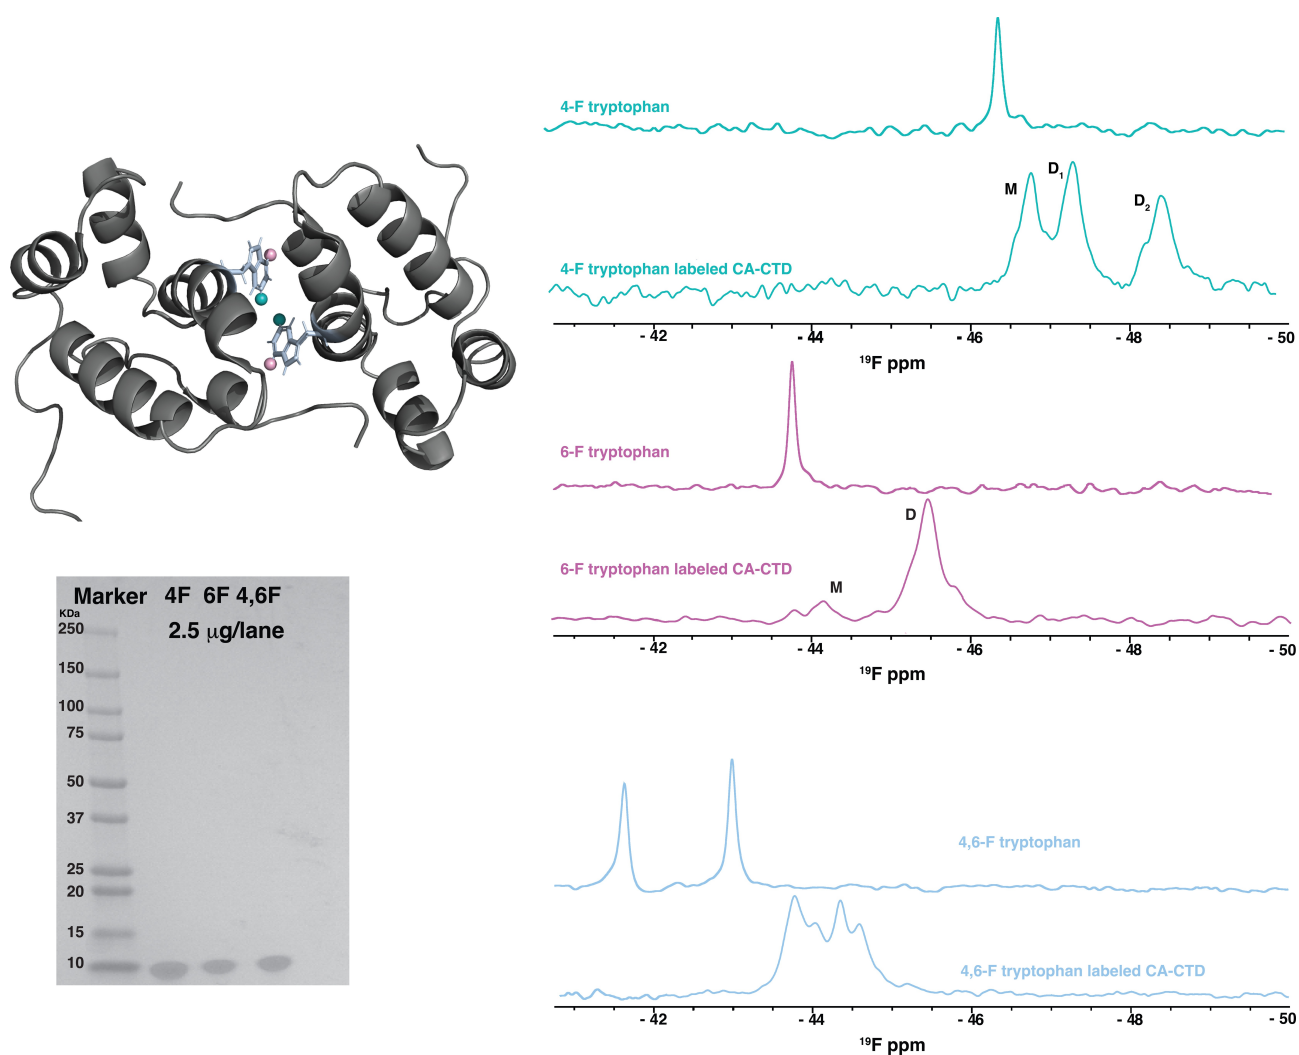 4-F tryptophan
M
D1
D2
4-F tryptophan labeled CA-CTD
- 42 - 44 - 46 - 48 - 50
19F ppm
6-F tryptophan
D
6-F tryptophan labeled CA-CTD
M
- 42 - 44 - 46 - 48 - 50
19F ppm
4,6-F tryptophan
4,6-F tryptophan labeled CA-CTD
- 42 - 44 - 46 - 48 - 50
19F ppm
Marker 4F 6F 4,6F
KDa
2.5 μg/lane
250
150
100
75
50
37
25
20
15
10